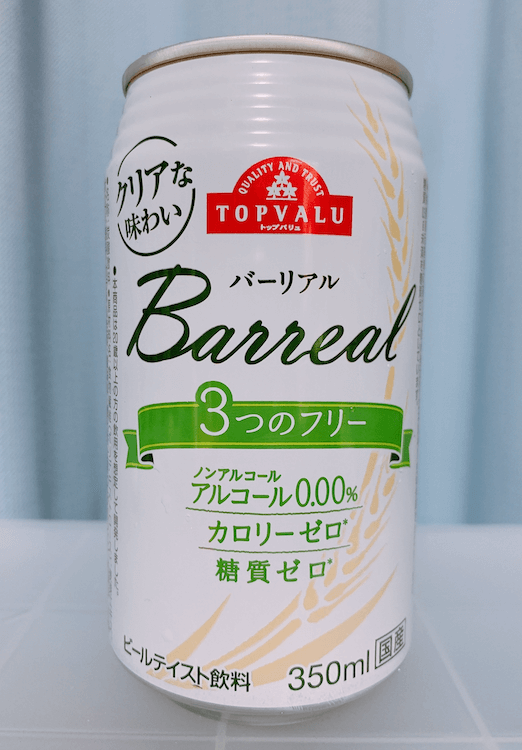 クリアな
味わい
QUALITY AND TRUST
TOPVALU
トップバリュ
バーリアル
Barreal
3つのフリー
ノンアルコール
アルコール0.00%
カロリーゼロ*
糖質ゼロ*
ビールテイスト飲料
350ml
国産